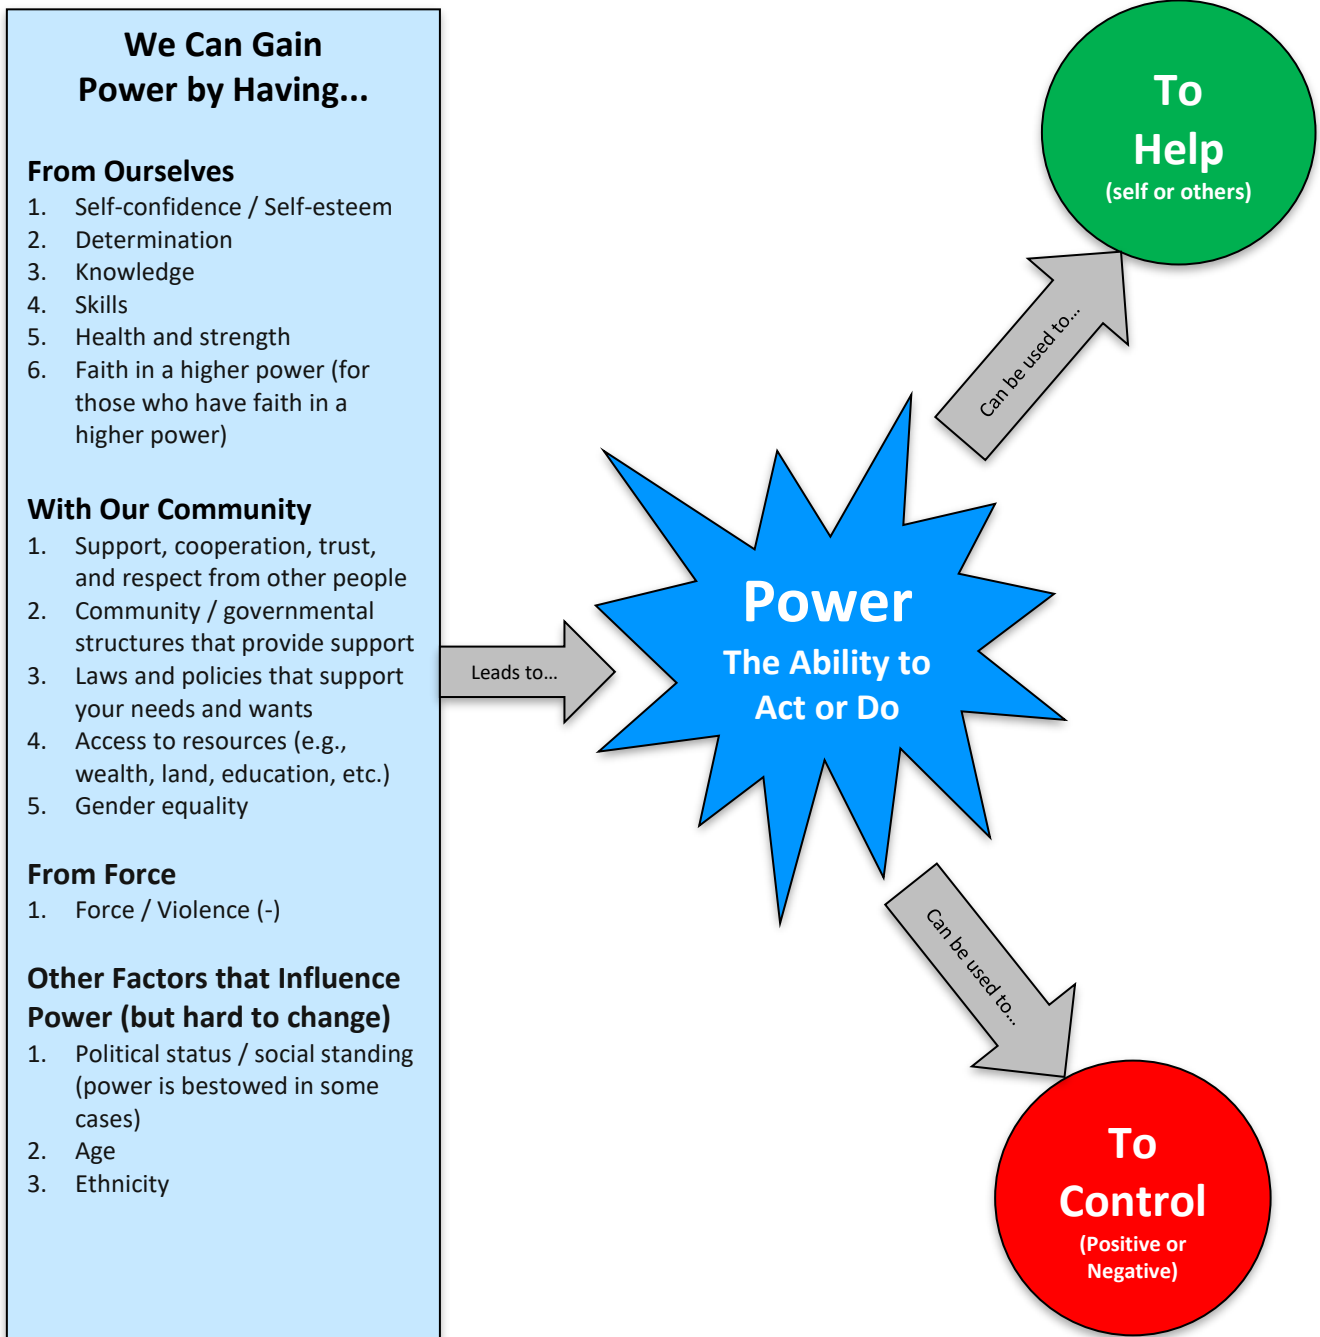 We Can Gain
Power by Having...
From Ourselves
1. Self-confidence / Self-esteem
2. Determination
3. Knowledge
4. Skills
5. Health and strength
6. Faith in a higher power (for
those who have faith in a
higher power)
With Our Community
1. Support, cooperation, trust,
and respect from other people
2. Community / governmental
structures that provide support
3. Laws and policies that support
your needs and wants
4. Access to resources (e.g.,
wealth, land, education, etc.)
5. Gender equality
From Force
1. Force / Violence (-)
Other Factors that Influence
Power (but hard to change)
1. Political status / social standing
(power is bestowed in some
cases)
2. Age
3. Ethnicity
Leads to...
Power
The Ability to
Act or Do
Can be used to...
To
Help
(self or others)
Can be used to...
To
Control
(Positive or
Negative)